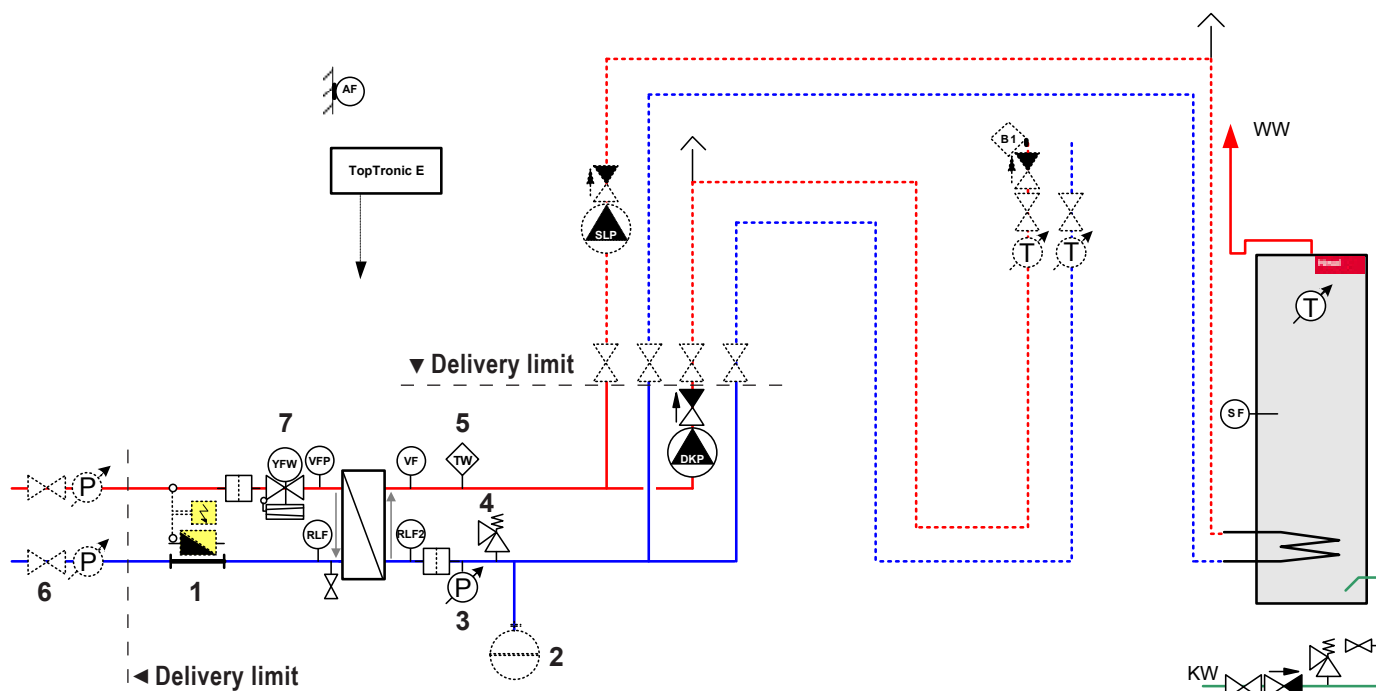 AF
TopTronic E
B1
WW
SLP
T
T
Hoval
T
▼ Delivery limit
SF
7
5
YFW
VFP
VF
TW
DKP
P
4
RLF
RLF2
P
6
1
P
3
2
◄ Delivery limit
KW